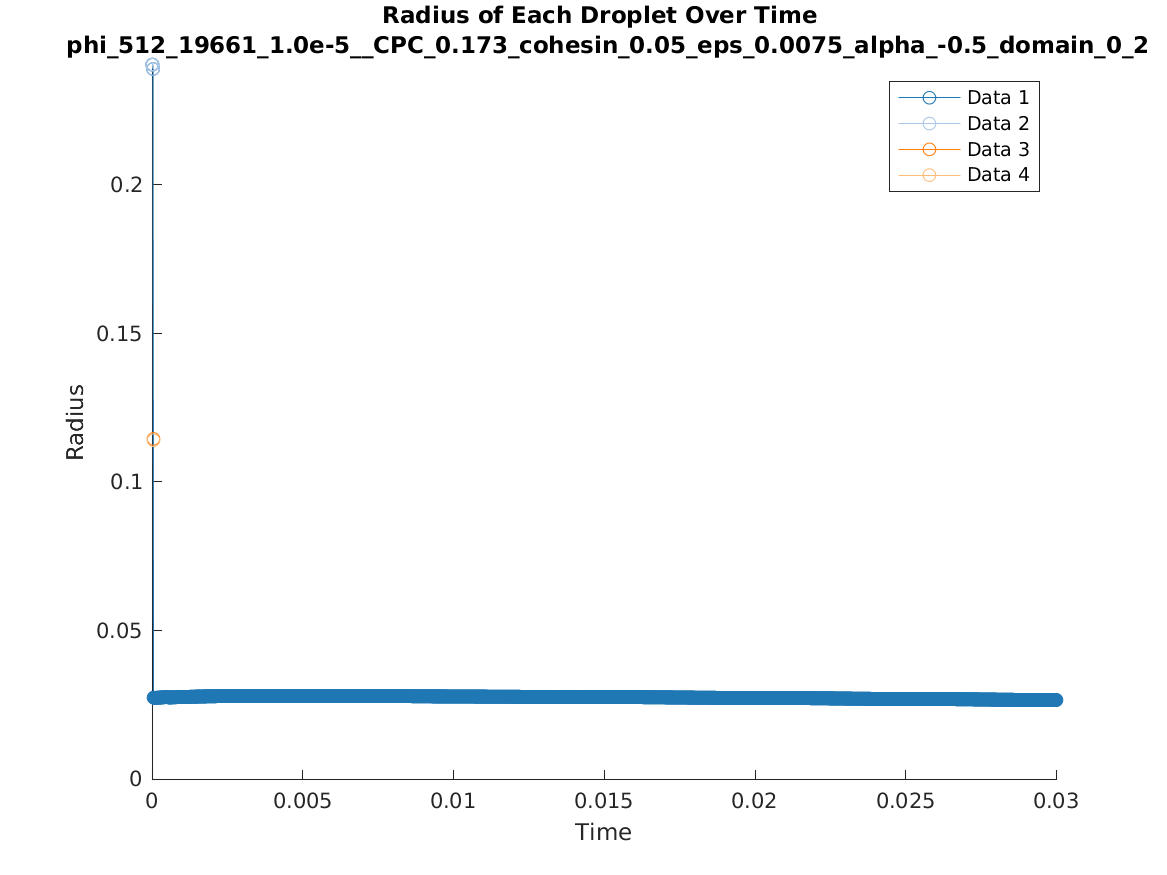 Radius of Each Droplet Over Time
phi_512_19661_1.0e-5__CPC_0.173_cohesin_0.05_eps_0.0075_alpha_-0.5_domain_0_2
Data 1
Data 2
Data 3
Data 4
0.2
0.15
0.1
0.05
0
Radius
0
0.005
0.01
0.015
0.02
0.025
0.03
Time